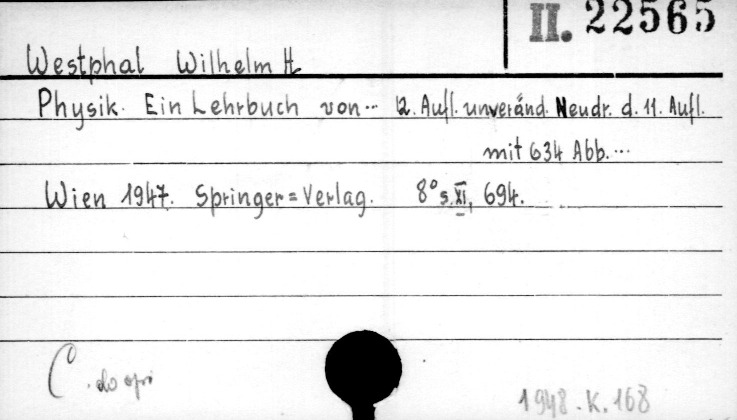 II. 22565
Westphal Wilhelm H
Physik. Ein Lehrbuch von... 12. Aufl. unveränd. Neudr. d. 11. Aufl.
mit 634 Abb. ...
Wien 1947. Springer=Verlag. 8° s. XI, 694.
C
1948.K.168